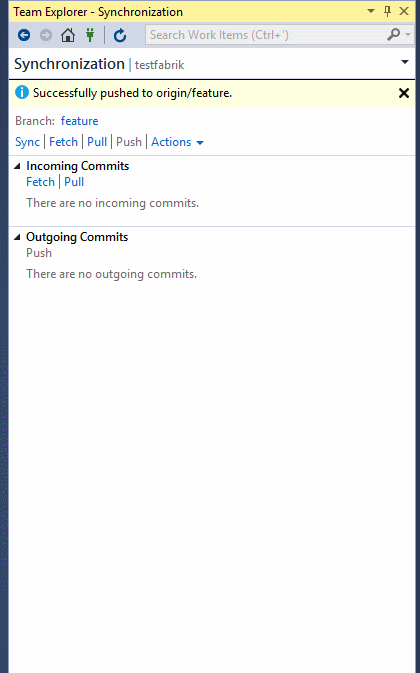 Team Explorer - Synchronization
Search Work Items (Ctrl+')
Synchronization | testfabrik
Successfully pushed to origin/feature.
Branch: feature
Sync | Fetch | Pull | Push | Actions
Incoming Commits
Fetch | Pull
There are no incoming commits.
Outgoing Commits
Push
There are no outgoing commits.